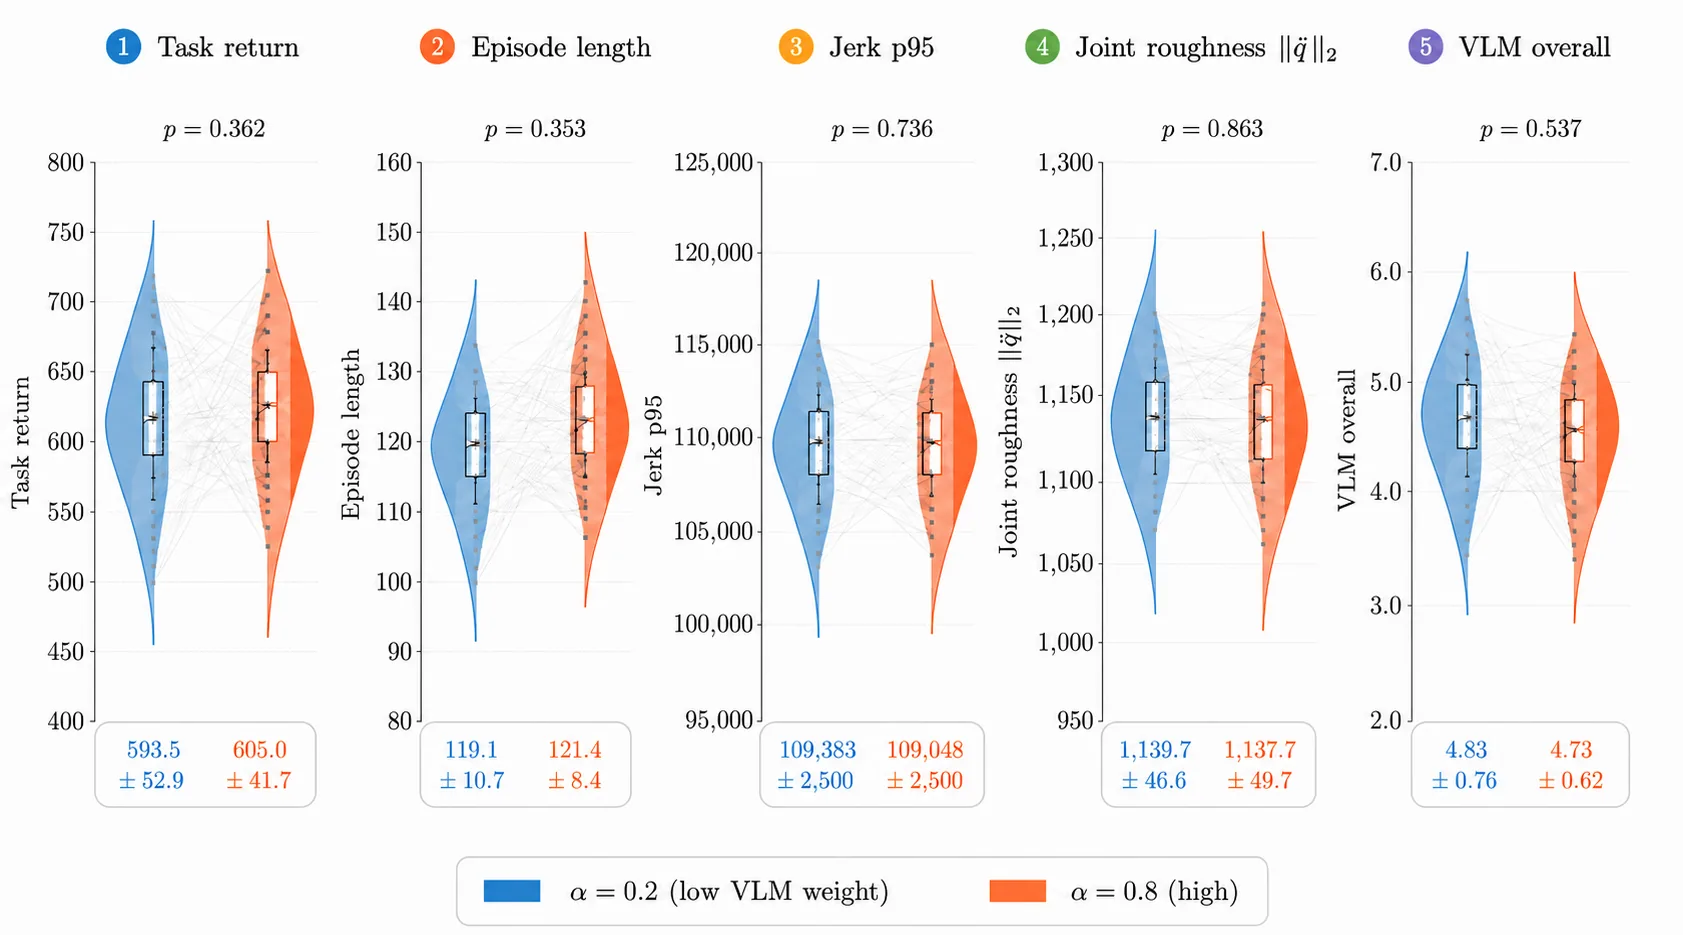 1 Task return
2 Episode length
3 Jerk p95
4 Joint roughness ||q̈||₂
5 VLM overall
p = 0.362
p = 0.353
p = 0.736
p = 0.863
p = 0.537
Task return
800
750
700
650
600
550
500
450
400
Episode length
160
150
140
130
120
110
100
90
80
Jerk p95
125,000
120,000
115,000
110,000
105,000
100,000
95,000
Joint roughness ||q̈||₂
1,300
1,250
1,200
1,150
1,100
1,050
1,000
950
VLM overall
7.0
6.0
5.0
4.0
3.0
2.0
593.5 605.0
± 52.9 ± 41.7
119.1 121.4
± 10.7 ± 8.4
109,383 109,048
± 2,500 ± 2,500
1,139.7 1,137.7
± 46.6 ± 49.7
4.83 4.73
± 0.76 ± 0.62
α = 0.2 (low VLM weight) α = 0.8 (high)